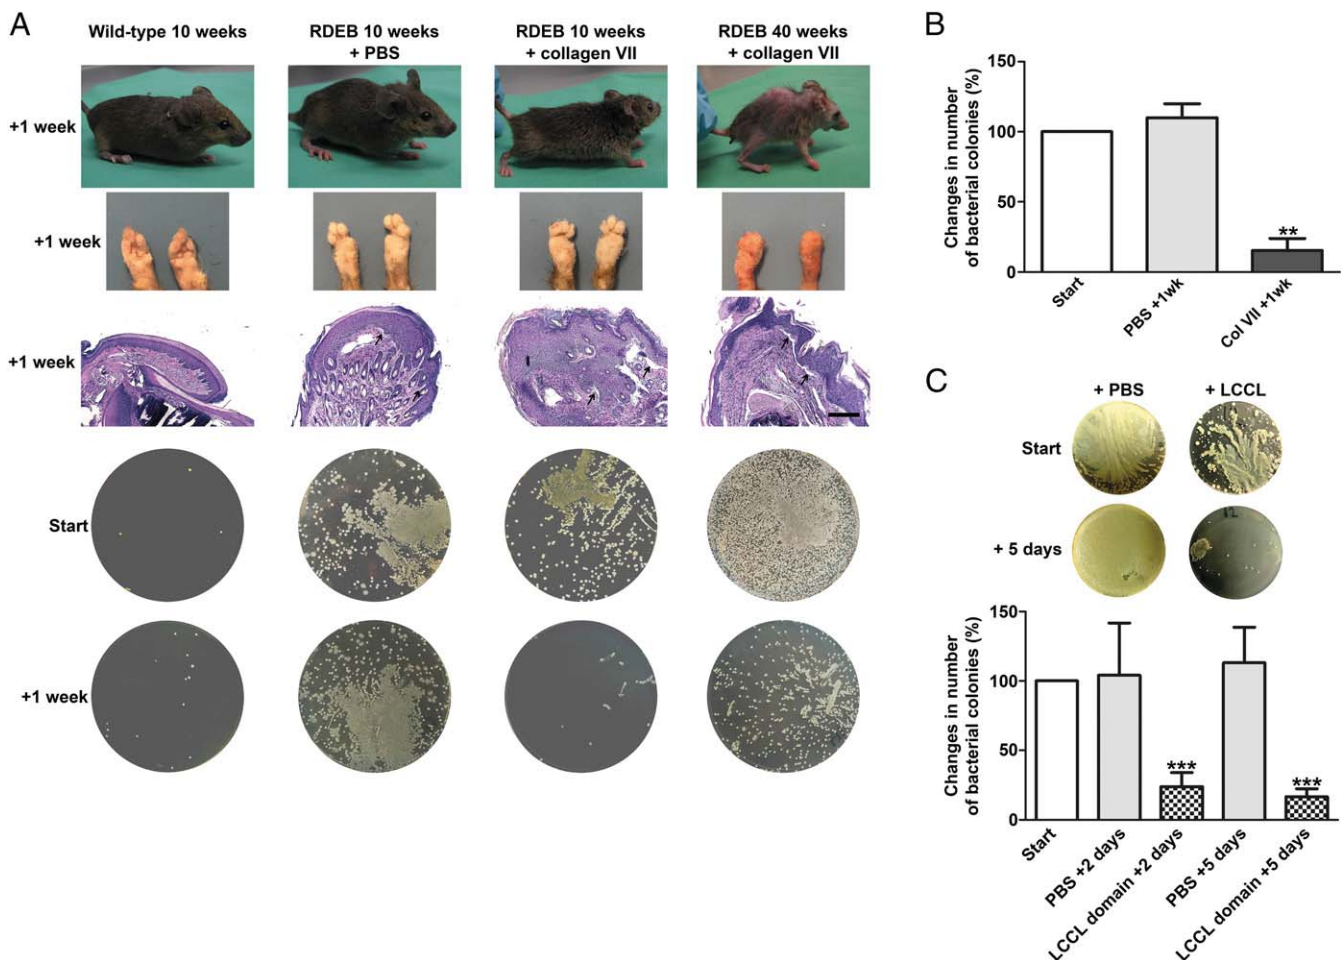 A
Wild-type 10 weeks
RDEB 10 weeks
+ PBS
RDEB 10 weeks
+ collagen VII
RDEB 40 weeks
+ collagen VII
+1 week
+1 week
+1 week
Start
+1 week
B
Changes in number
of bacterial colonies (%)
150
100
50
0
**
Start
PBS +1wk
Col VII +1wk
C
+ PBS
+ LCCL
Start
+ 5 days
Changes in number
of bacterial colonies (%)
150
100
50
0
***
***
Start
PBS +2 days
LCCL domain +2 days
PBS +5 days
LCCL domain +5 days